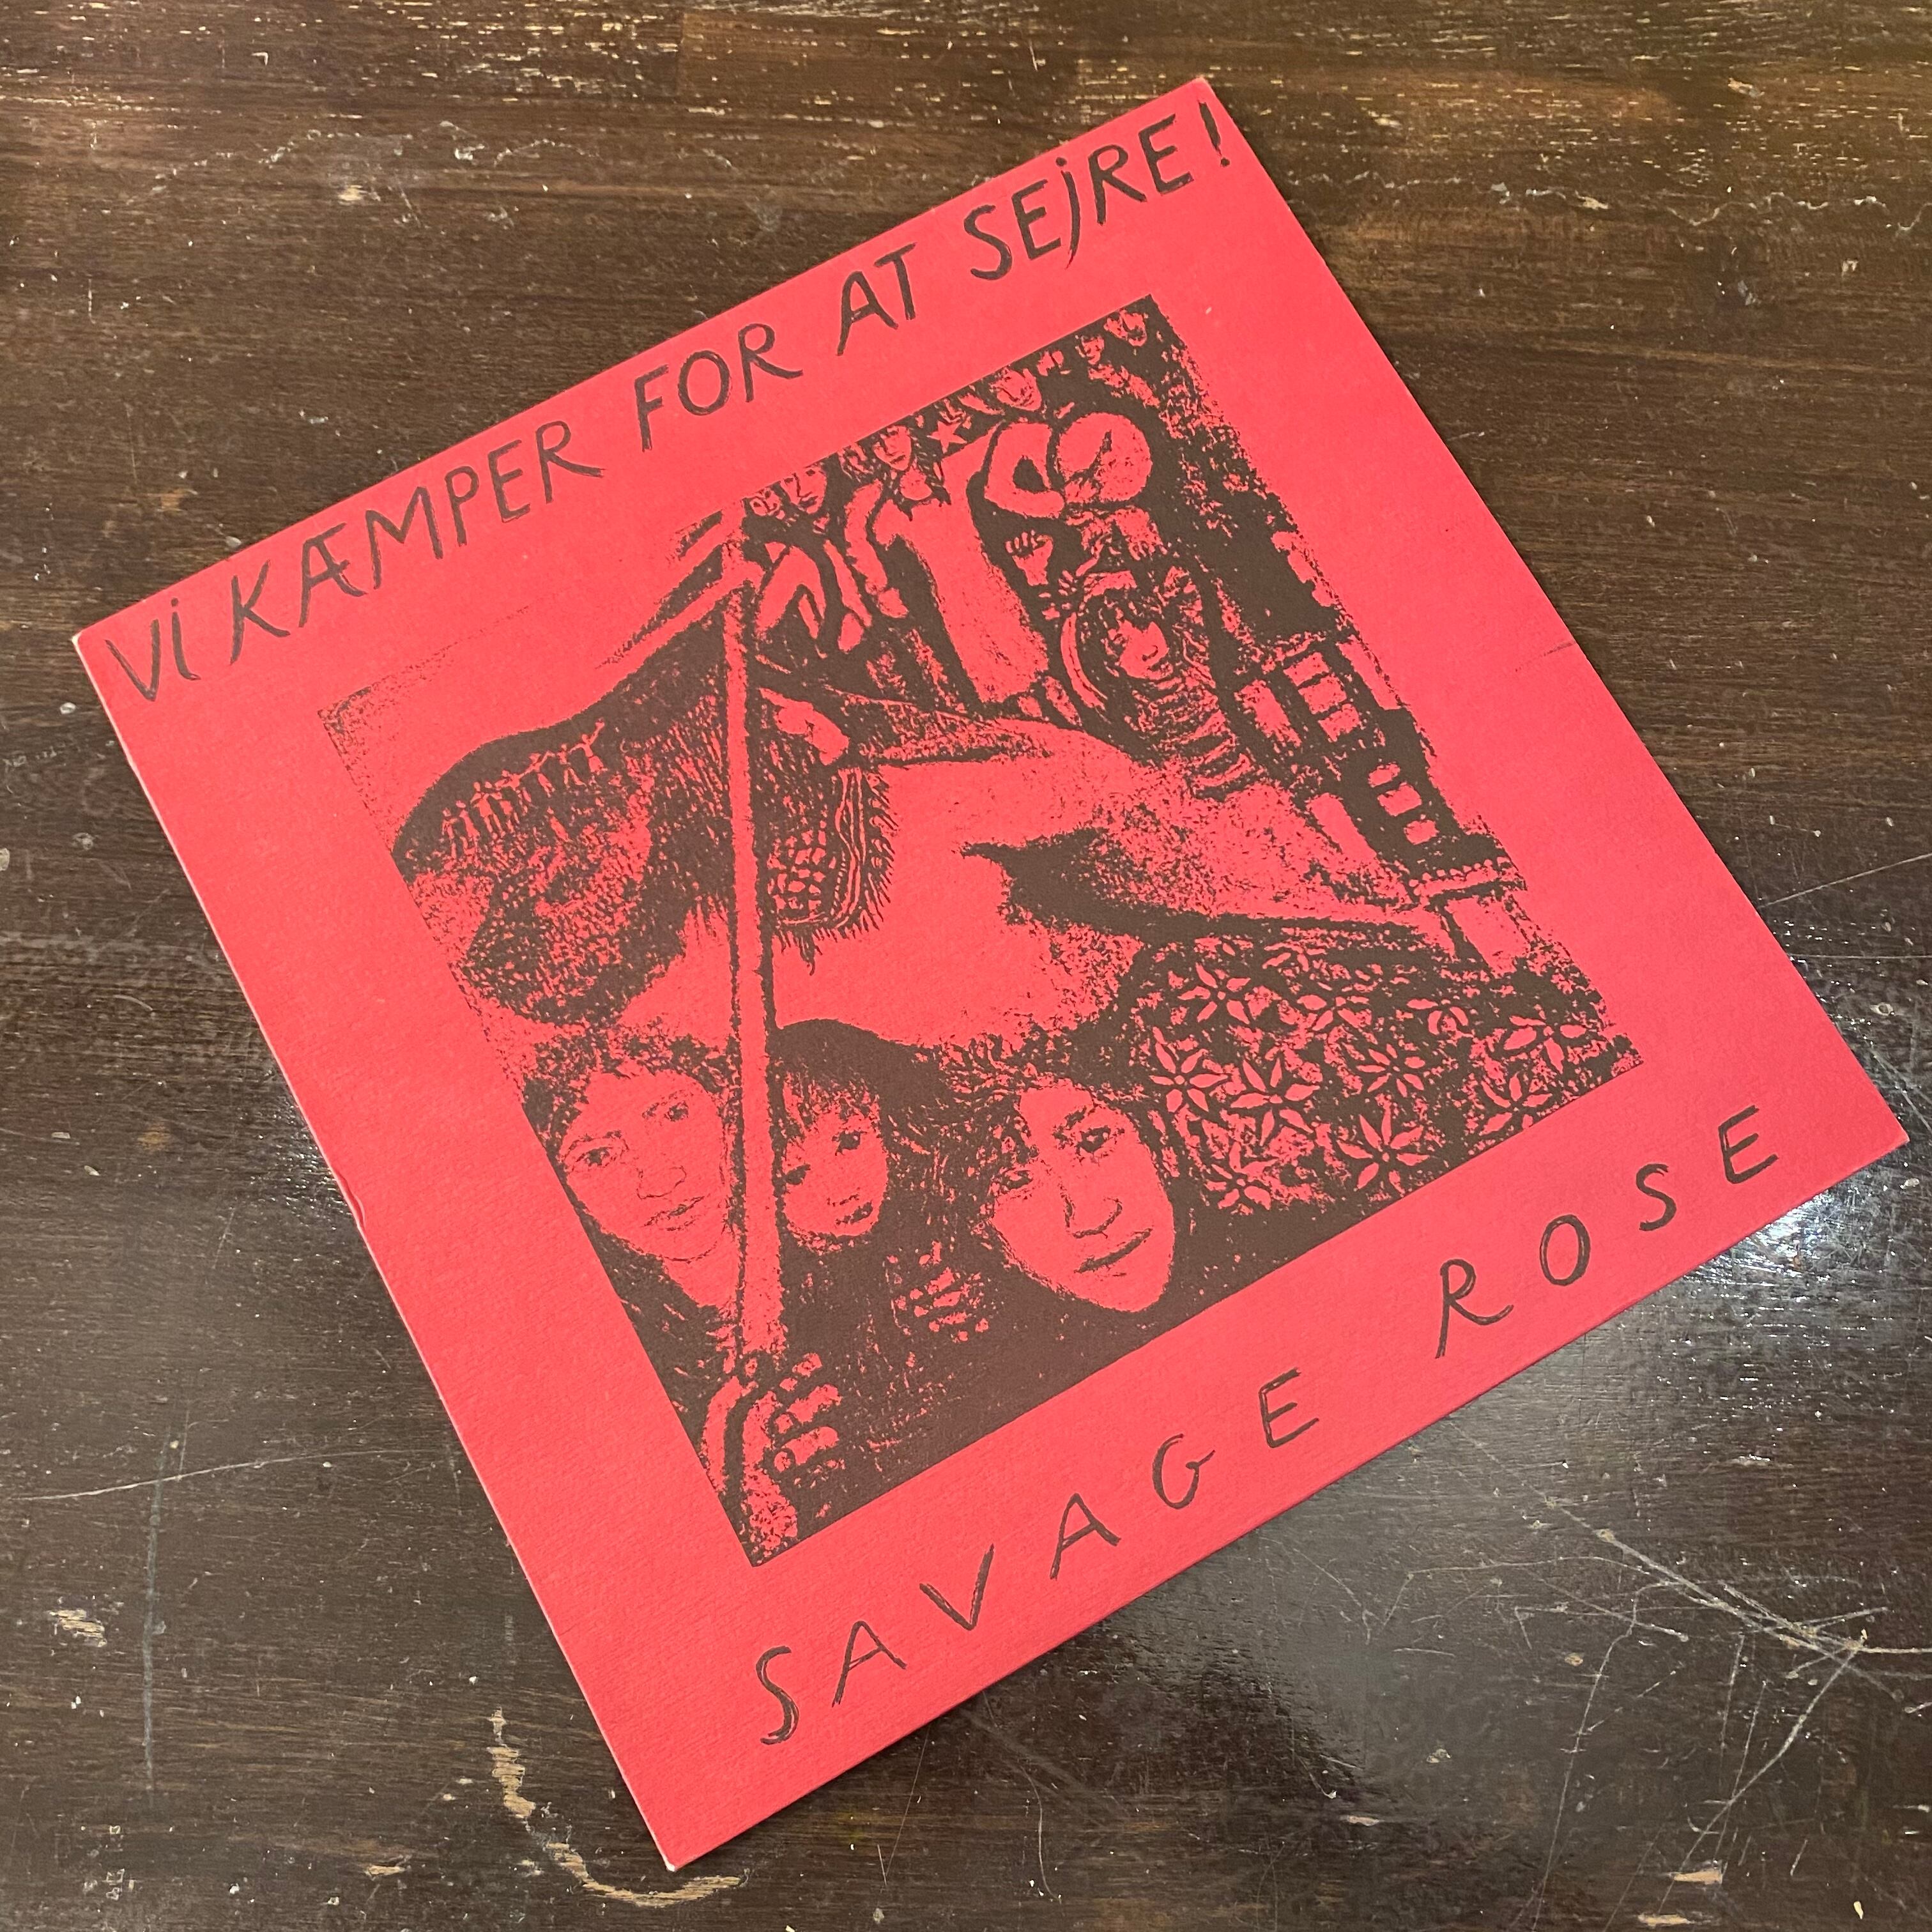 Vi KÆMPER FOR AT SEjRE!
SAVAGE ROSE